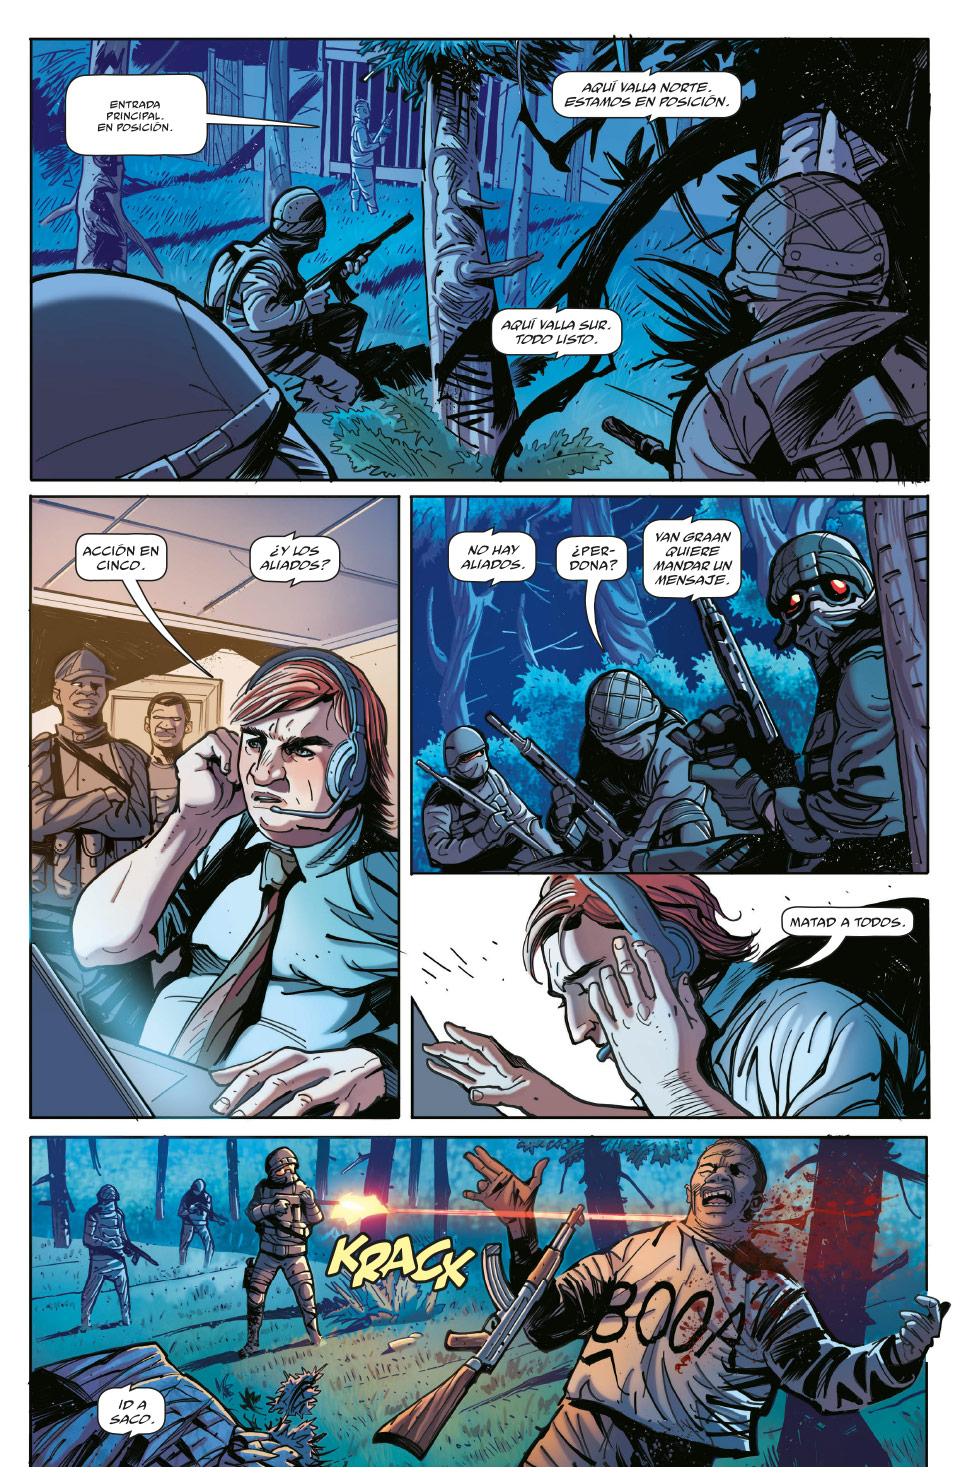 ENTRADA
PRINCIPAL.
EN POSICIÓN.
AQUÍ VALLA NORTE.
ESTAMOS EN POSICIÓN.
AQUÍ VALLA SUR.
TODO LISTO.
ACCIÓN EN
CINCO.
¿Y LOS
ALIADOS?
NO HAY
ALIADOS.
¿PER-
DONA?
VAN GRAAN
QUIERE
MANDAR UN
MENSAJE.
MATAD A TODOS.
KRACK
BOOA
ID A
SACO.